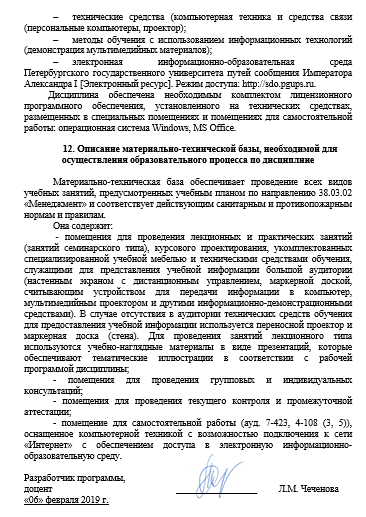 – технические средства (компьютерная техника и средства связи
(персональные компьютеры, проектор);
– методы обучения с использованием информационных технологий
(демонстрация мультимедийных материалов);
– электронная информационно-образовательная среда
Петербургского государственного университета путей сообщения Императора
Александра I [Электронный ресурс]. Режим доступа: http://sdo.pgups.ru.
Дисциплина обеспечена необходимым комплектом лицензионного
программного обеспечения, установленного на технических средствах,
размещенных в специальных помещениях и помещениях для самостоятельной
работы: операционная система Windows, MS Office.
12. Описание материально-технической базы, необходимой для
осуществления образовательного процесса по дисциплине
Материально-техническая база обеспечивает проведение всех видов
учебных занятий, предусмотренных учебным планом по направлению 38.03.02
«Менеджмент» и соответствует действующим санитарным и противопожарным
нормам и правилам.
Она содержит:
- помещения для проведения лекционных и практических занятий
(занятий семинарского типа), курсового проектирования, укомплектованных
специализированной учебной мебелью и техническими средствами обучения,
служащими для представления учебной информации большой аудитории
(настенным экраном с дистанционным управлением, маркерной доской,
считывающим устройством для передачи информации в компьютер,
мультимедийным проектором и другими информационно-демонстрационными
средствами). В случае отсутствия в аудитории технических средств обучения
для предоставления учебной информации используется переносной проектор и
маркерная доска (стена). Для проведения занятий лекционного типа
используются учебно-наглядные материалы в виде презентаций, которые
обеспечивают тематические иллюстрации в соответствии с рабочей
программой дисциплины;
- помещения для проведения групповых и индивидуальных
консультаций;
- помещения для проведения текущего контроля и промежуточной
аттестации;
- помещение для самостоятельной работы (ауд. 7-423, 4-108 (3, 5)),
оснащенное компьютерной техникой с возможностью подключения к сети
«Интернет» с обеспечением доступа в электронную информационно-
образовательную среду.
Разработчик программы,
доцент Л.М. Чеченова
«06» февраля 2019 г.